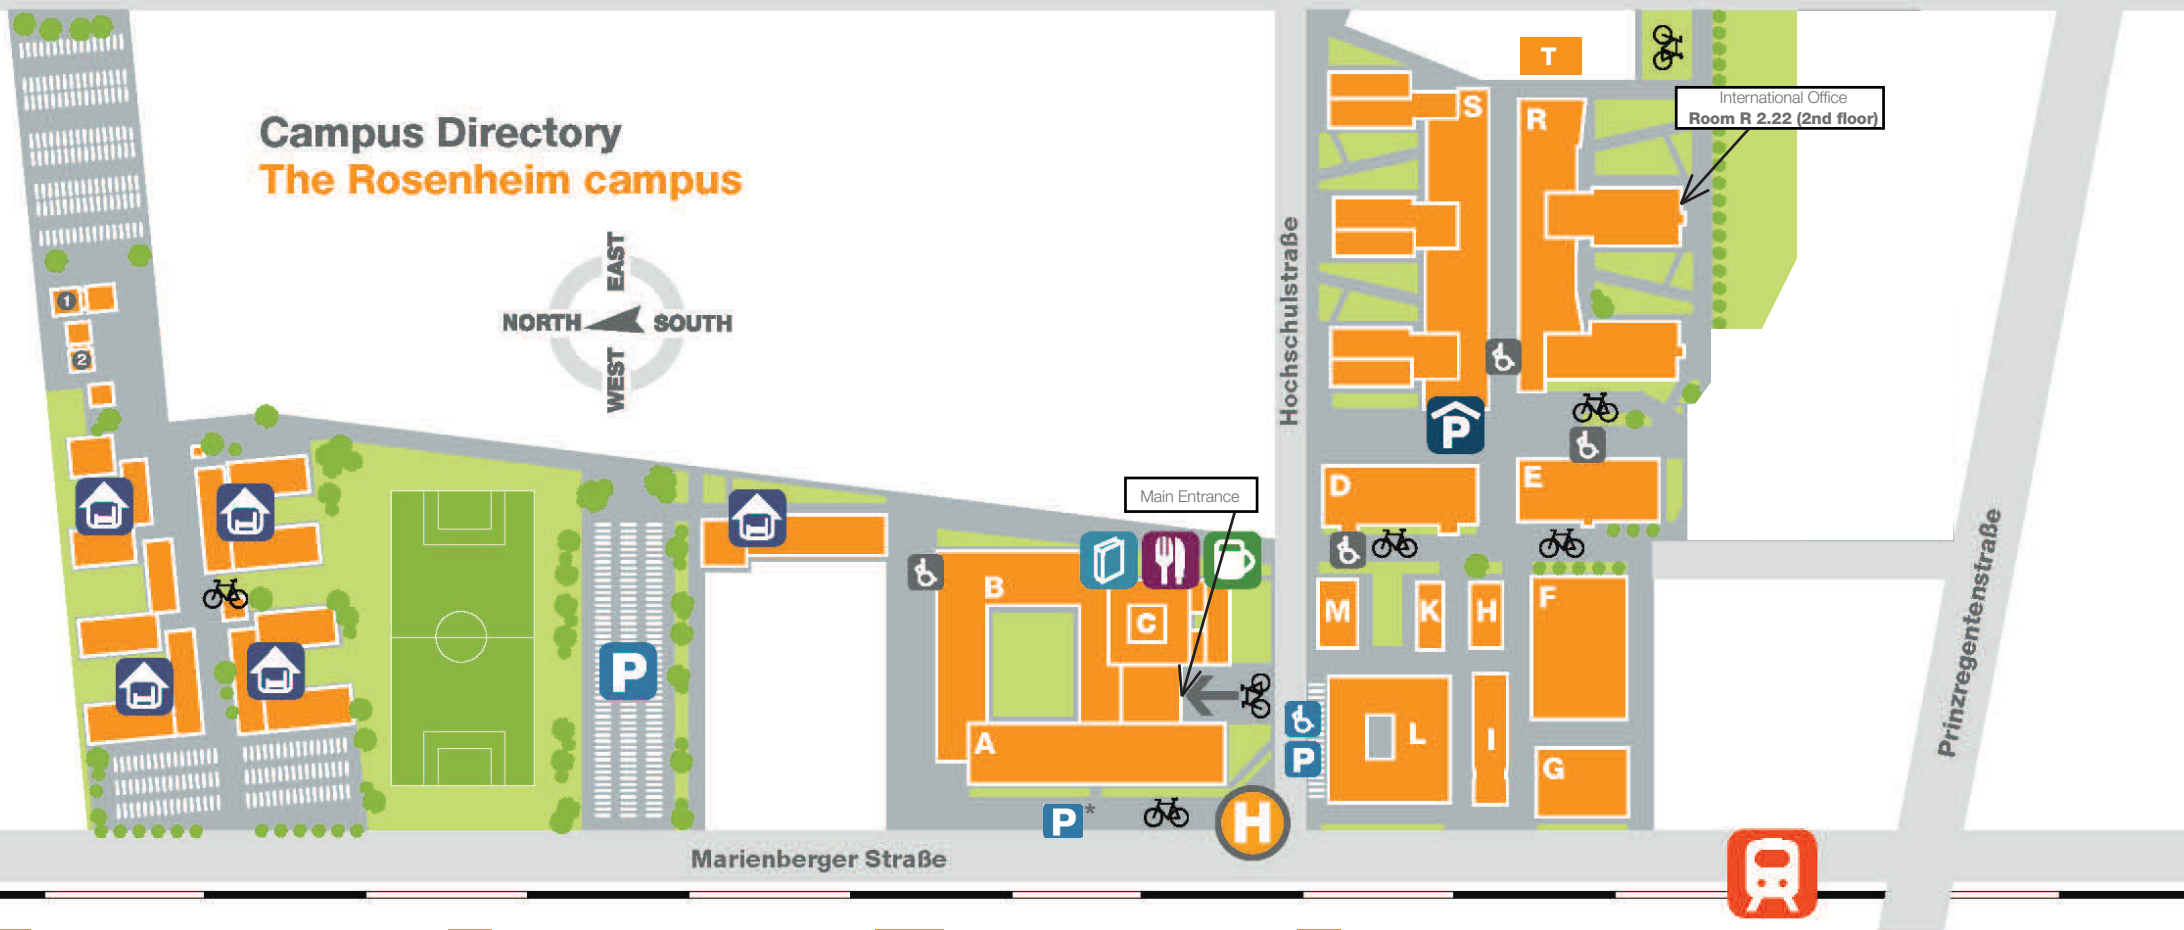 T
International Office
Room R 2.22 (2nd floor)
S
R
Campus Directory
The Rosenheim campus
EAST
NORTH
SOUTH
WEST
Hochschulstraße
1
2
P
D
E
Main Entrance
Prinzregentenstraße
B
C
M
K
H
F
P
L
I
A
G
P
P*
H
Marienberger Straße